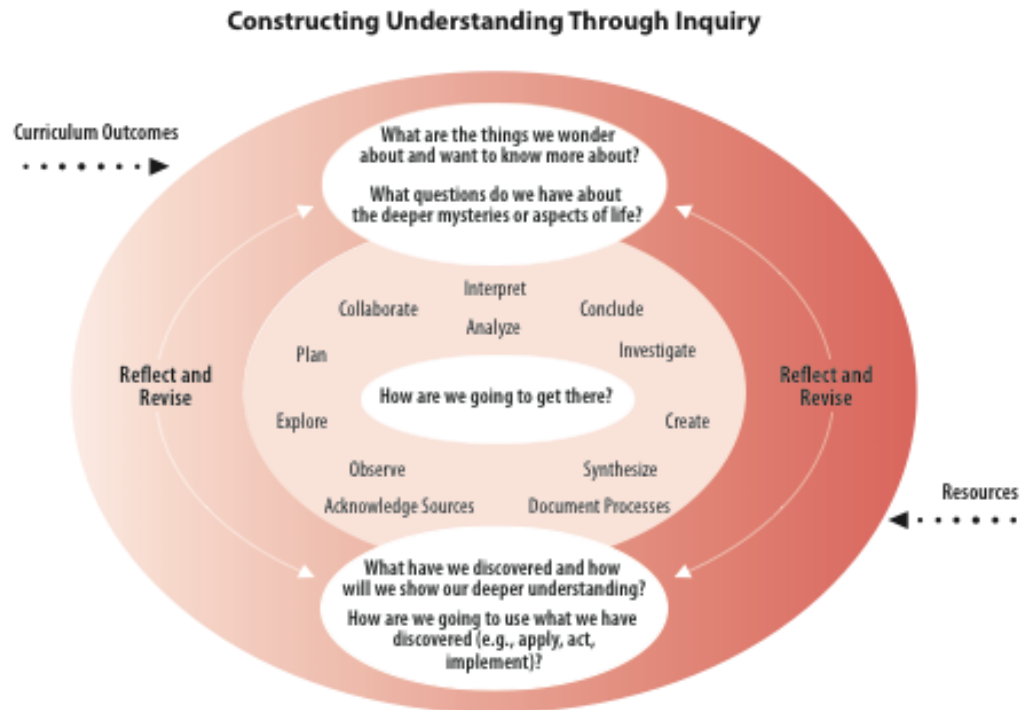 Constructing Understanding Through Inquiry
Curriculum Outcomes
What are the things we wonder
about and want to know more about?
What questions do we have about
the deeper mysteries or aspects of life?
Interpret
Collaborate
Conclude
Analyze
Plan
Investigate
Reflect and
Revise
How are we going to get there?
Reflect and
Revise
Explore
Create
Observe
Synthesize
Acknowledge Sources
Document Processes
Resources
What have we discovered and how
will we show our deeper understanding?
How are we going to use what we have
discovered (e.g., apply, act,
implement)?